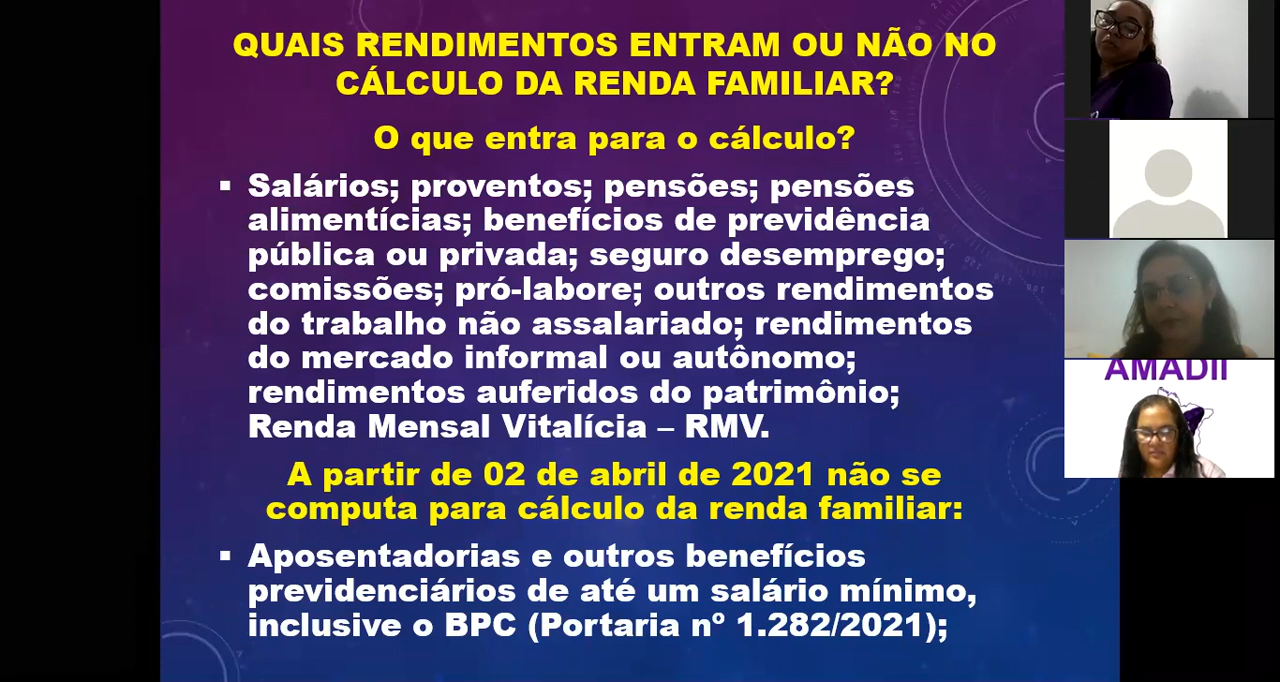 QUAIS RENDIMENTOS ENTRAM OU NÃO NO
CÁLCULO DA RENDA FAMILIAR?
O que entra para o cálculo?
▪ Salários; proventos; pensões; pensões
alimentícias; benefícios de previdência
pública ou privada; seguro desemprego;
comissões; pró-labore; outros rendimentos
do trabalho não assalariado; rendimentos
do mercado informal ou autônomo;
rendimentos auferidos do patrimônio;
Renda Mensal Vitalícia – RMV.
A partir de 02 de abril de 2021 não se
computa para cálculo da renda familiar:
▪ Aposentadorias e outros benefícios
previdenciários de até um salário mínimo,
inclusive o BPC (Portaria nº 1.282/2021);
AMADII